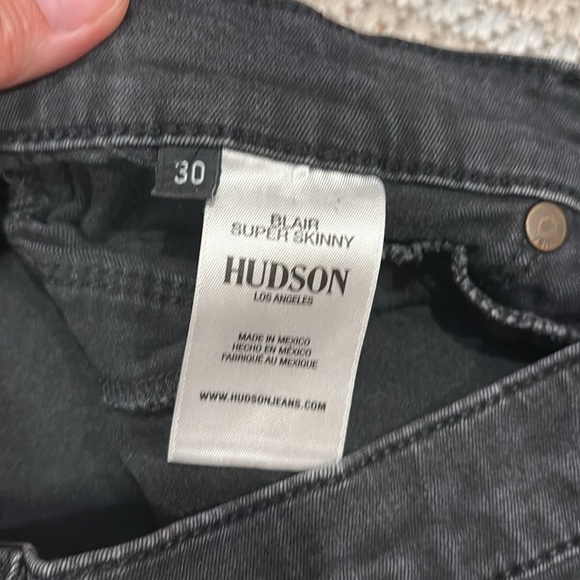 30
BLAIR
SUPER SKINNY
HUDSON
LOS ANGELES
MADE IN MEXICO
HECHO EN MÉXICO
FABRIQUÉ AU MEXIQUE
WWW.HUDSONJEANS.COM